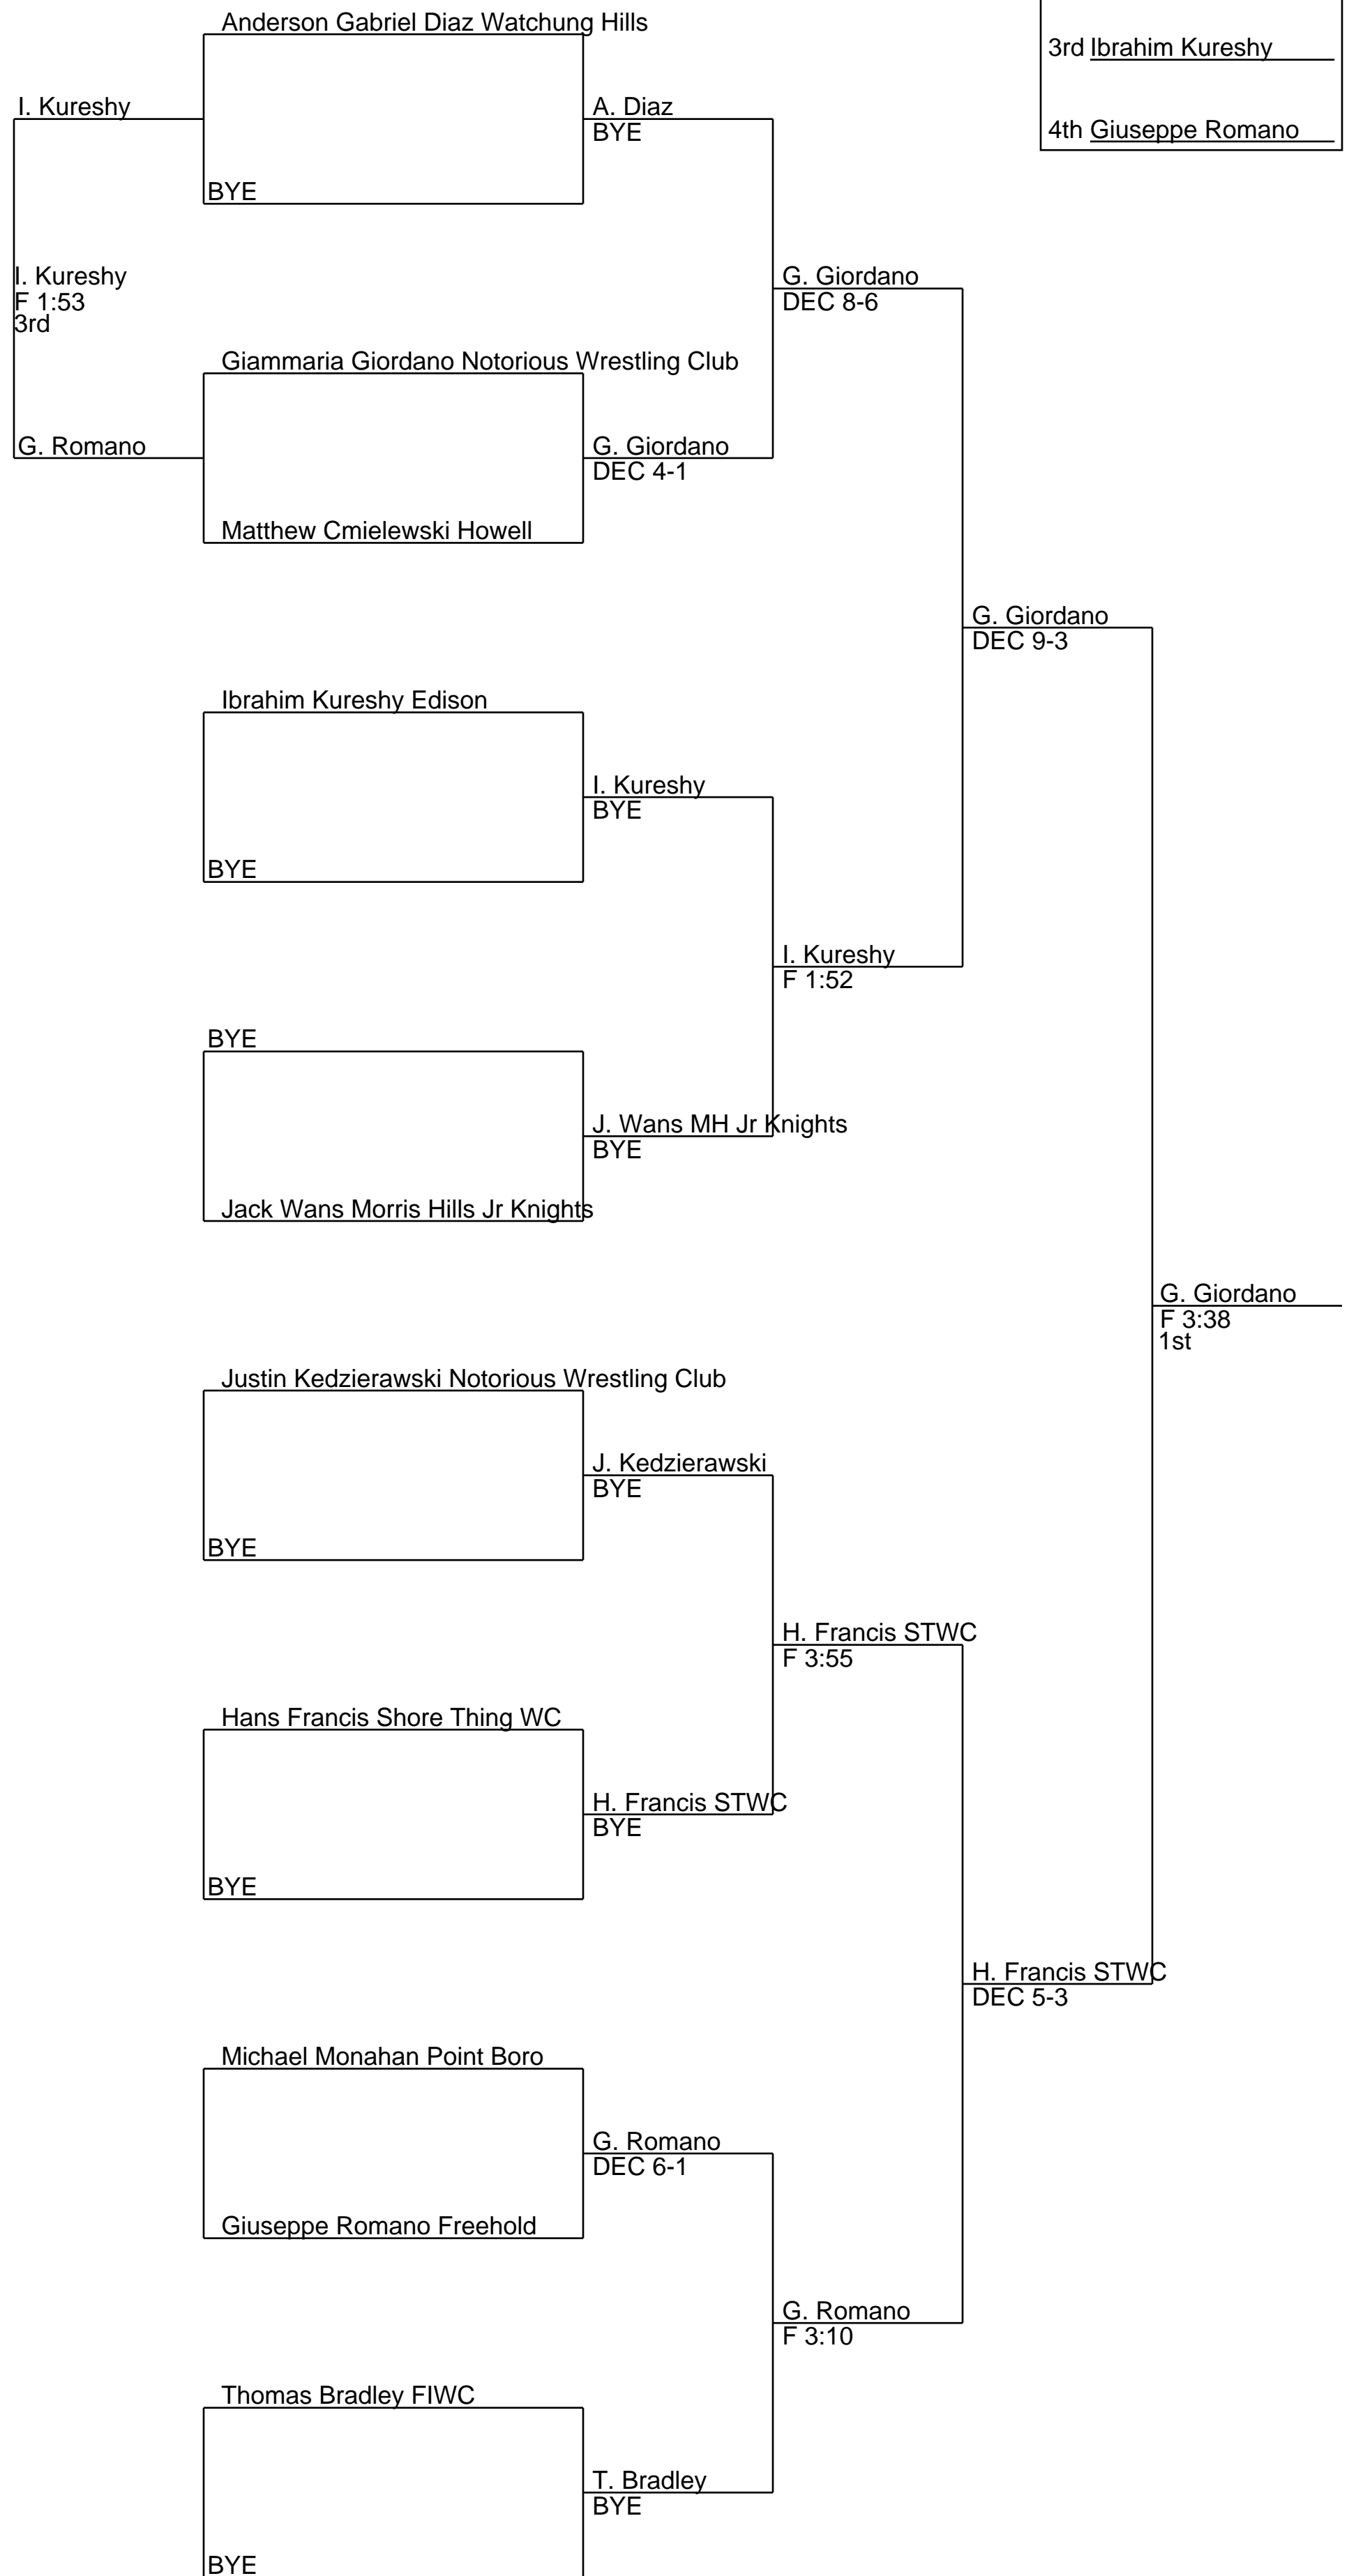 Anderson Gabriel Diaz Watchung Hills
3rd Ibrahim Kureshy
I. Kureshy
A. Diaz
BYE
4th Giuseppe Romano
BYE
I. Kureshy
F 1:53
3rd
G. Giordano
DEC 8-6
Giammaria Giordano Notorious Wrestling Club
G. Romano
G. Giordano
DEC 4-1
Matthew Cmielewski Howell
G. Giordano
DEC 9-3
Ibrahim Kureshy Edison
I. Kureshy
BYE
BYE
I. Kureshy
F 1:52
BYE
J. Wans MH Jr Knights
BYE
Jack Wans Morris Hills Jr Knights
G. Giordano
F 3:38
1st
Justin Kedzierawski Notorious Wrestling Club
J. Kedzierawski
BYE
BYE
H. Francis STWC
F 3:55
Hans Francis Shore Thing WC
H. Francis STWC
BYE
BYE
H. Francis STWC
DEC 5-3
Michael Monahan Point Boro
G. Romano
DEC 6-1
Giuseppe Romano Freehold
G. Romano
F 3:10
Thomas Bradley FIWC
T. Bradley
BYE
BYE